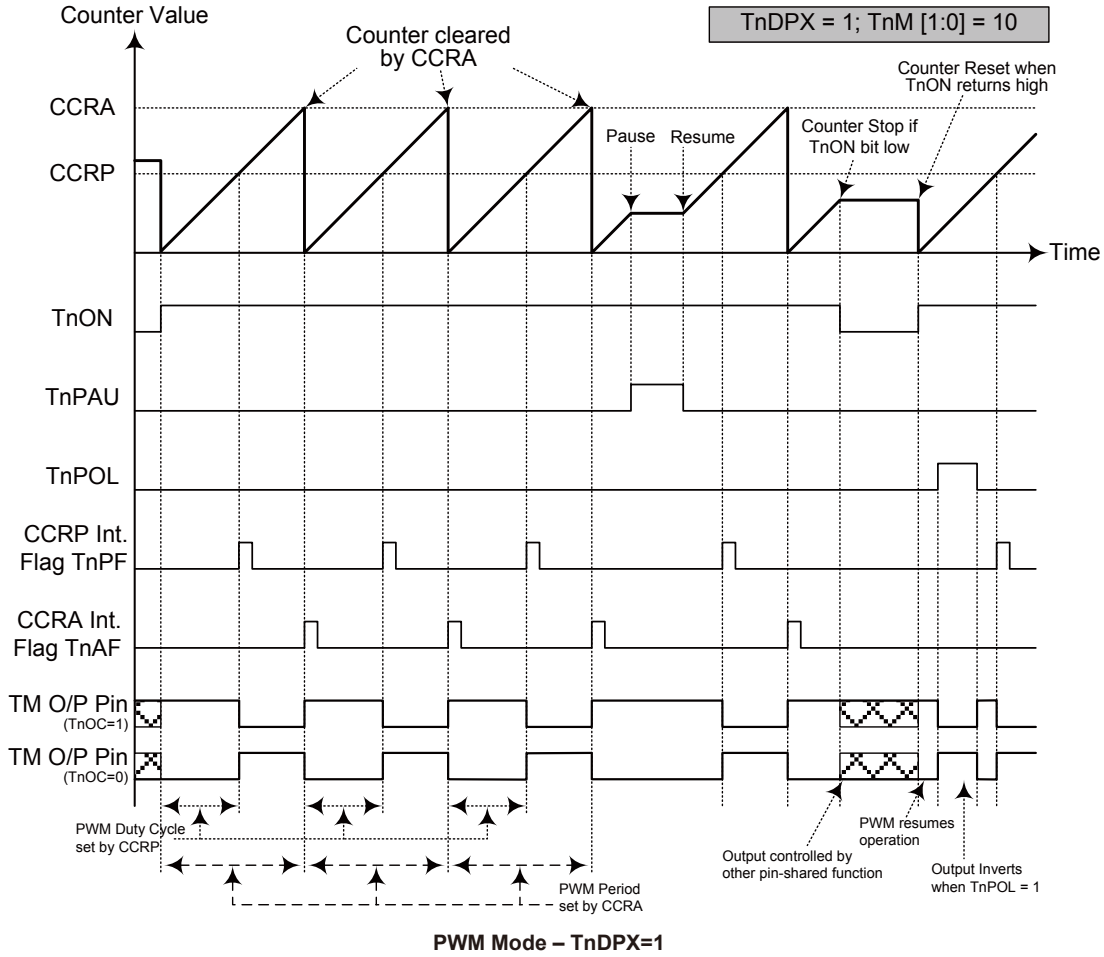 Counter Value
TnDPX = 1; TnM [1:0] = 10
Counter cleared
by CCRA
Counter Reset when
TnON returns high
CCRA
Counter Stop if
TnON bit low
Pause
Resume
CCRP
Time
TnON
TnPAU
TnPOL
CCRP Int.
Flag TnPF
CCRA Int.
Flag TnAF
TM O/P Pin
(TnOC=1)
TM O/P Pin
(TnOC=0)
PWM Duty Cycle
set by CCRP
PWM resumes
operation
Output controlled by
other pin-shared function
Output Inverts
when TnPOL = 1
PWM Period
set by CCRA
PWM Mode – TnDPX=1